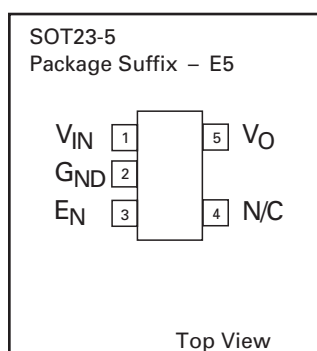 SOT23-5
Package Suffix – E5
VIN 1 5 VO
GND 2
EN 3 4 N/C
Top View